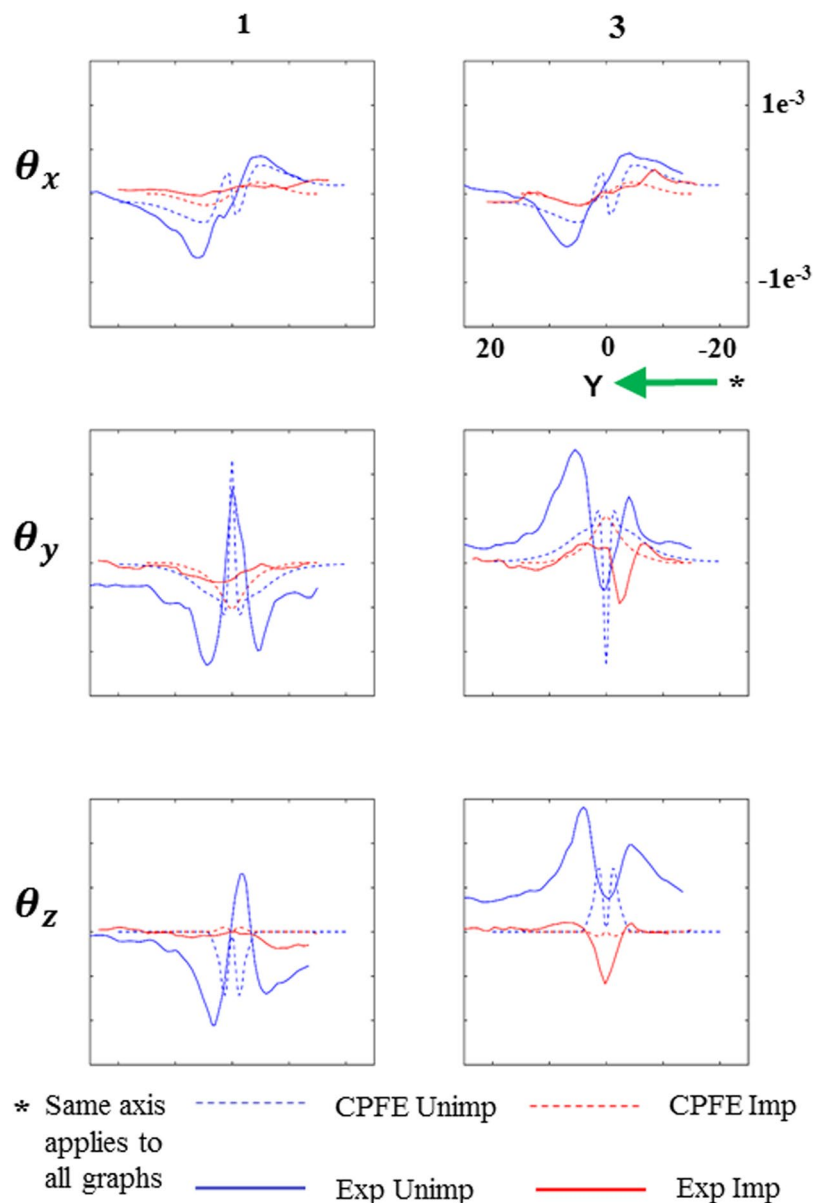 1 3
θx
1e-3
-1e-3
20 0 -20
Y *
θy
θz
* Same axis applies to all graphs
CPFE Unimp CPFE Imp
Exp Unimp Exp Imp